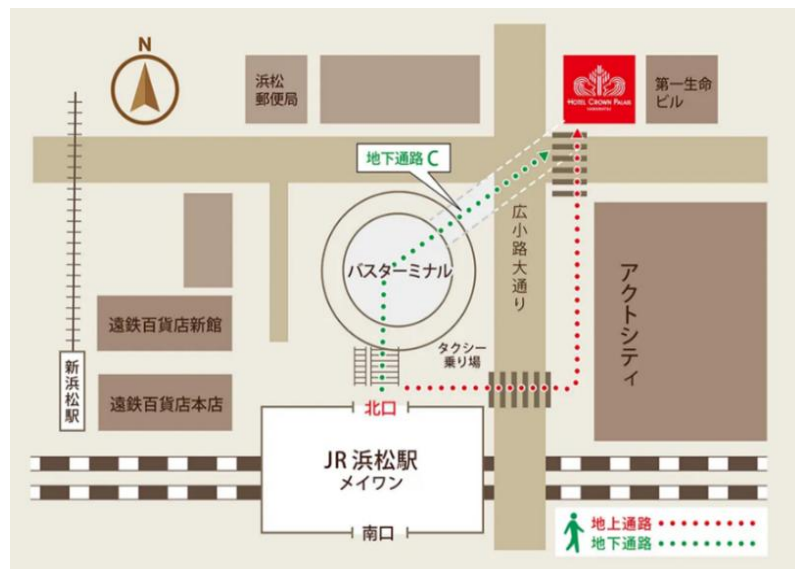 N
浜松
郵便局
HOTEL CROWN PALAIS
HAMAMATSU
第一生命
ビル
地下通路 C
広小路大通り
バスターミナル
アクトシティ
遠鉄百貨店新館
タクシー
乗り場
新浜松駅
遠鉄百貨店本店
北口
JR 浜松駅
メイワン
南口
地上通路
地下通路